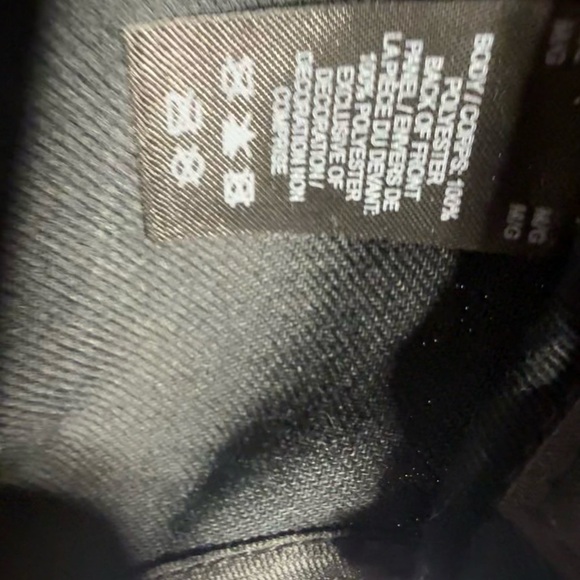 BODY / CORPS: 100%
POLYESTER
BACK OF FRONT
PANEL / ENVERS DE
LA PIÈCE DU DEVANT:
100% POLYESTER
EXCLUSIVE OF
DECORATION /
DÉCORATION NON
COMPRISE
M/G
M/G
M/G